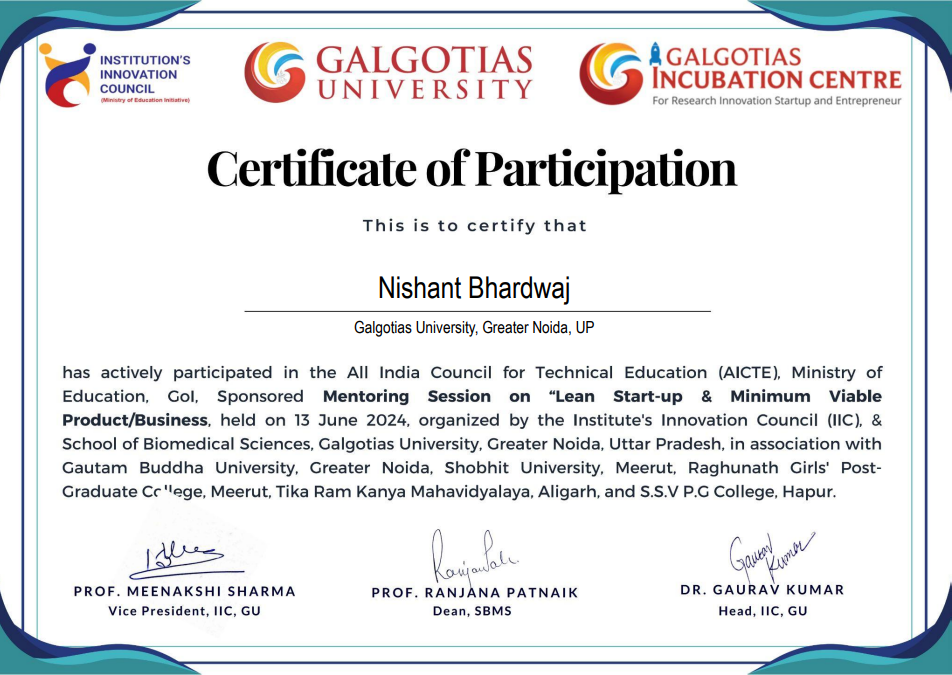 INSTITUTION'S
INNOVATION
COUNCIL
(Ministry of Education Initiative)
GALGOTIAS
UNIVERSITY
GALGOTIAS
INCUBATION CENTRE
For Research Innovation Startup and Entrepreneur
Certificate of Participation
This is to certify that
Nishant Bhardwaj
Galgotias University, Greater Noida, UP
has actively participated in the All India Council for Technical Education (AICTE), Ministry of
Education, GoI, Sponsored Mentoring Session on “Lean Start-up & Minimum Viable
Product/Business, held on 13 June 2024, organized by the Institute's Innovation Council (IIC), &
School of Biomedical Sciences, Galgotias University, Greater Noida, Uttar Pradesh, in association with
Gautam Buddha University, Greater Noida, Shobhit University, Meerut, Raghunath Girls' Post-
Graduate College, Meerut, Tika Ram Kanya Mahavidyalaya, Aligarh, and S.S.V P.G College, Hapur.
Gaurav
Kumar
PROF. MEENAKSHI SHARMA
Vice President, IIC, GU
PROF. RANJANA PATNAIK
Dean, SBMS
DR. GAURAV KUMAR
Head, IIC, GU